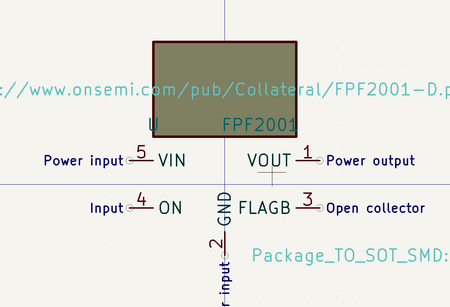 ://www.onsemi.com/pub/Collateral/FPF2001-D.p
U FPF2001
Power input 5 VIN VOUT 1 Power output
Input 4 ON GND FLAGB 3 Open collector
2
Package_TO_SOT_SMD:
r input